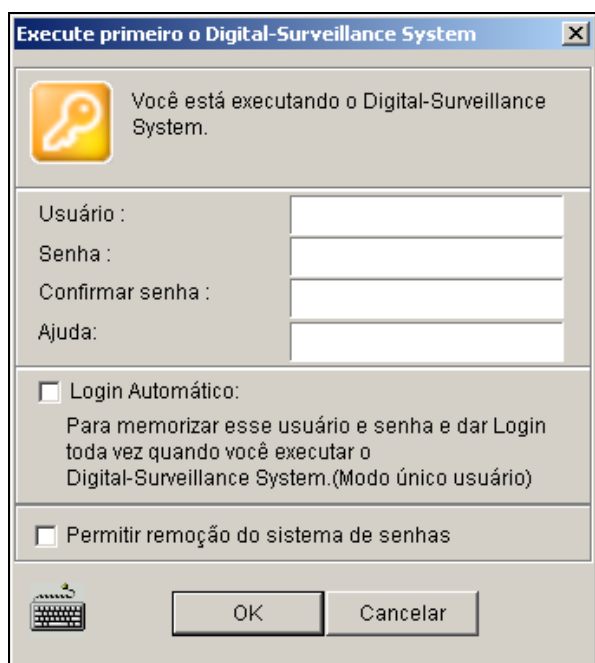 Execute primeiro o Digital-Surveillance System
Você está executando o Digital-Surveillance
System.
Usuário :
Senha :
Confirmar senha :
Ajuda:
Login Automático:
Para memorizar esse usuário e senha e dar Login
toda vez quando você executar o
Digital-Surveillance System.(Modo único usuário)
Permitir remoção do sistema de senhas
OK
Cancelar